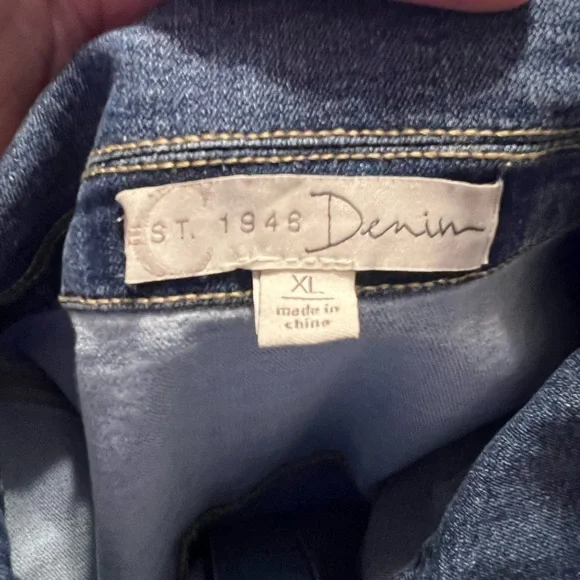 EST. 1946 Denim
XL
made in
china